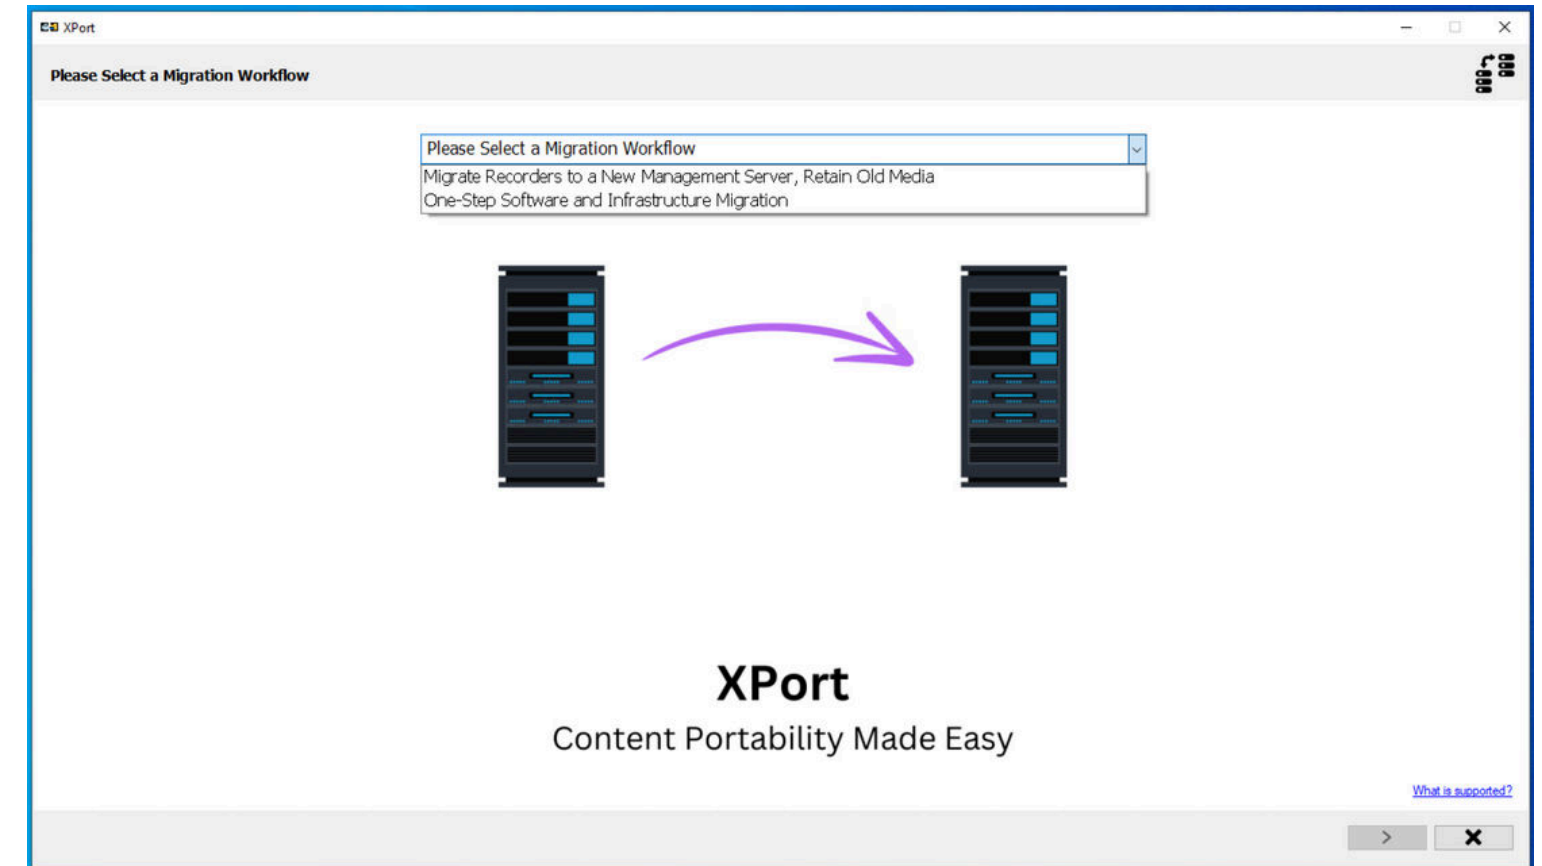 XPort
Please Select a Migration Workflow
Please Select a Migration Workflow
Migrate Recorders to a New Management Server, Retain Old Media
One-Step Software and Infrastructure Migration
XPort
Content Portability Made Easy
What is supported?